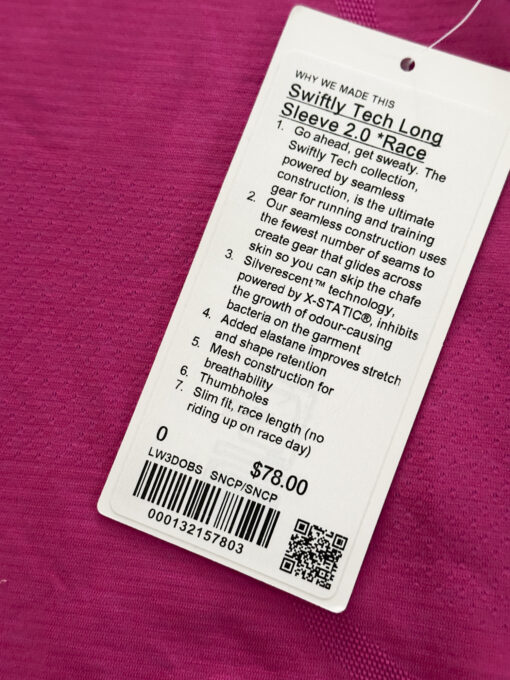 WHY WE MADE THIS
Swiftly Tech Long
Sleeve 2.0 *Race
1. Go ahead, get sweaty. The
Swiftly Tech collection,
powered by seamless
construction, is the ultimate
gear for running and training
2. Our seamless construction uses
the fewest number of seams to
create gear that glides across
skin so you can skip the chafe
3. Silverescent™ technology,
powered by X-STATIC®, inhibits
the growth of odour-causing
bacteria on the garment
4. Added elastane improves stretch
and shape retention
5. Mesh construction for
breathability
6. Thumbholes
7. Slim fit, race length (no
riding up on race day)
0
$78.00
LW3DOBS SNCP/SNCP
000132157803